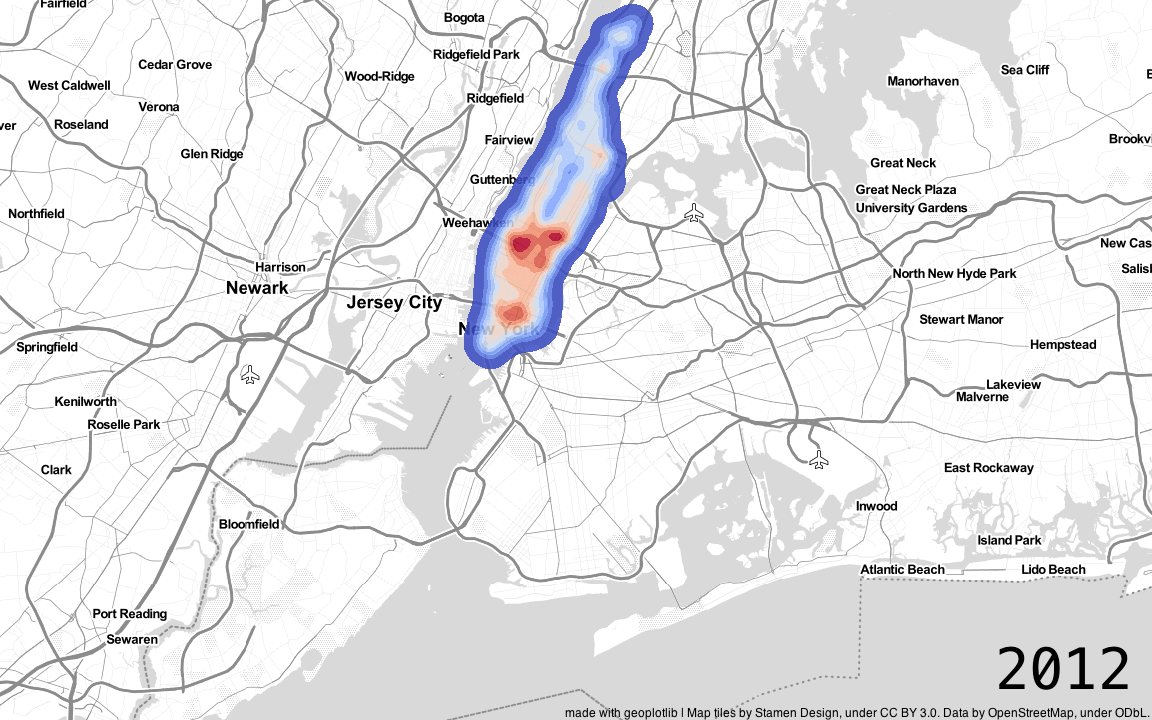 Fairfield
Bogota
Ridgefield Park
Cedar Grove
Wood-Ridge
Sea Cliff
Manorhaven
West Caldwell
Ridgefield
Verona
Roseland
Fairview
Glen Ridge
Great Neck
Guttenberg
Great Neck Plaza
University Gardens
Northfield
Weehawken
New Cas
Harrison
Salisb
North New Hyde Park
Newark
Jersey City
Stewart Manor
New York
Springfield
Hempstead
Lakeview
Malverne
Kenilworth
Roselle Park
Clark
East Rockaway
Inwood
Bloomfield
Island Park
Atlantic Beach
Lido Beach
Port Reading
Sewaren
2012
made with geoplotlib | Map tiles by Stamen Design, under CC BY 3.0. Data by OpenStreetMap, under ODbL.